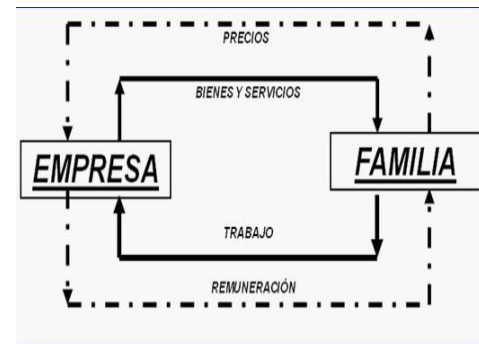 PRECIOS
BIENES Y SERVICIOS
EMPRESA
FAMILIA
TRABAJO
REMUNERACIÓN